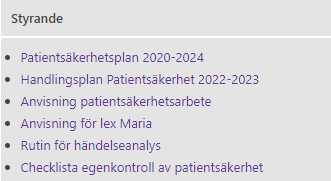 Styrande
Patientsäkerhetsplan 2020-2024
Handlingsplan Patientsäkerhet 2022-2023
Anvisning patientsäkerhetsarbete
Anvisning för lex Maria
Rutin för händelseanalys
Checklista egenkontroll av patientsäkerhet